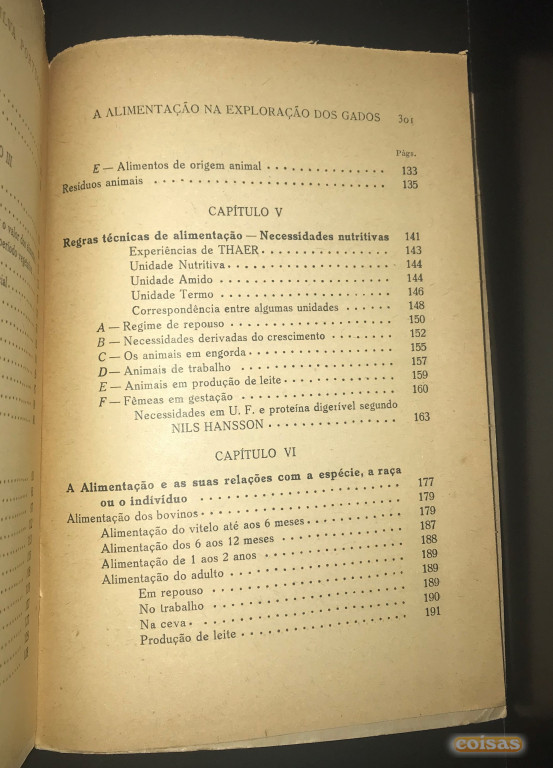 A ALIMENTAÇÃO NA EXPLORAÇÃO DOS GADOS 301
Págs.
E — Alimentos de origem animal 133
Resíduos animais 135
CAPÍTULO V
Regras técnicas de alimentação — Necessidades nutritivas 141
Experiências de THAER 143
Unidade Nutritiva 144
Unidade Amido 144
Unidade Termo 146
Correspondência entre algumas unidades 148
A — Regime de repouso 150
B — Necessidades derivadas do crescimento 152
C — Os animais em engorda 155
D — Animais de trabalho 157
E — Animais em produção de leite 159
F — Fêmeas em gestação 160
Necessidades em U. F. e proteína digerível segundo
NILS HANSSON 163
CAPÍTULO VI
A Alimentação e as suas relações com a espécie, a raça
ou o indivíduo 177
Alimentação dos bovinos 179
Alimentação do vitelo até aos 6 meses 179
Alimentação dos 6 aos 12 meses 187
Alimentação de 1 aos 2 anos 188
Alimentação do adulto 189
Em repouso 189
No trabalho 189
Na ceva 190
Produção de leite 191
coisas